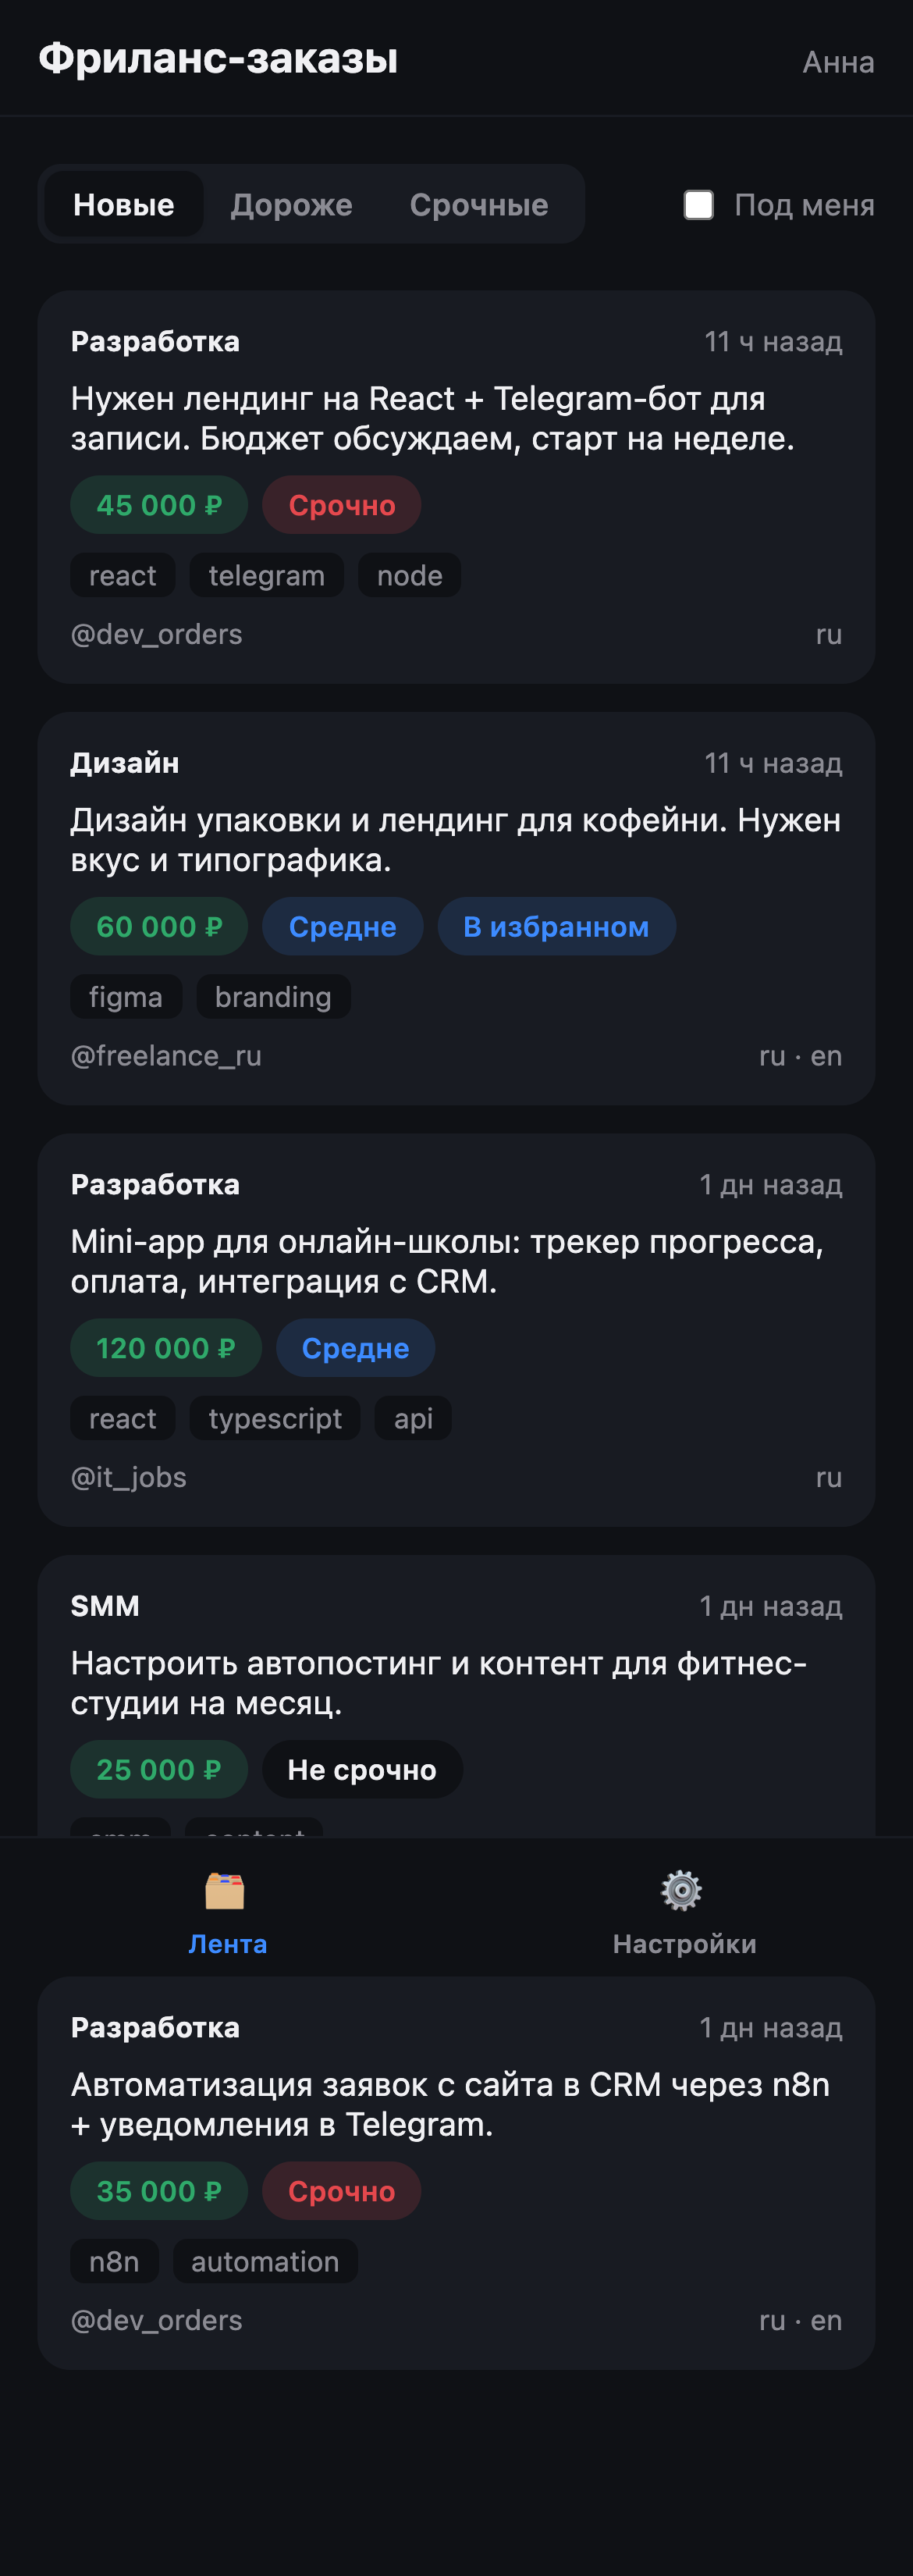 Фриланс-заказы
Анна
Новые
Дороже
Срочные
Под меня
Разработка
11 ч назад
Нужен лендинг на React + Telegram-бот для
записи. Бюджет обсуждаем, старт на неделе.
45 000 ₽
Срочно
react
telegram
node
@dev_orders
ru
Дизайн
11 ч назад
Дизайн упаковки и лендинг для кофейни. Нужен
вкус и типографика.
60 000 ₽
Средне
В избранном
figma
branding
@freelance_ru
ru · en
Разработка
1 дн назад
Mini-app для онлайн-школы: трекер прогресса,
оплата, интеграция с CRM.
120 000 ₽
Средне
react
typescript
api
@it_jobs
ru
SMM
1 дн назад
Настроить автопостинг и контент для фитнес-
студии на месяц.
25 000 ₽
Не срочно
Лента
Настройки
Разработка
1 дн назад
Автоматизация заявок с сайта в CRM через n8n
+ уведомления в Telegram.
35 000 ₽
Срочно
n8n
automation
@dev_orders
ru · en